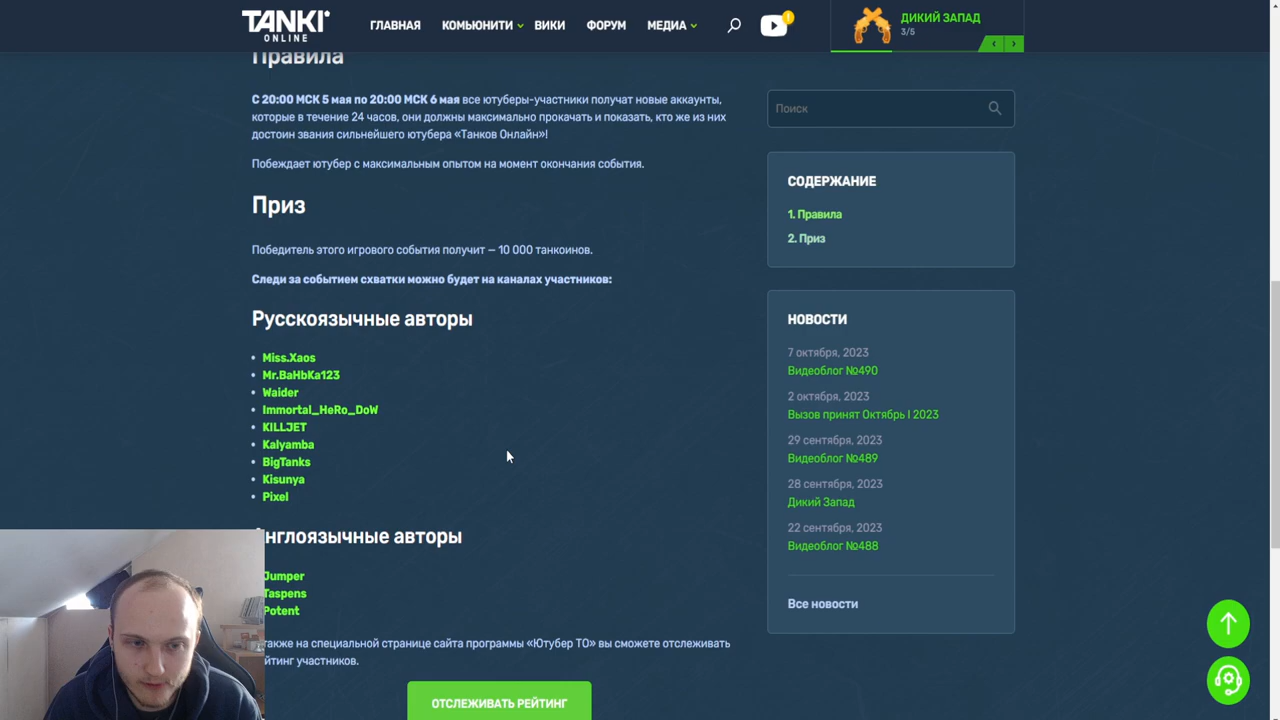 TANKI
ONLINE
ГЛАВНАЯ
КОМЬЮНИТИ
ВИКИ
ФОРУМ
МЕДИА
1
ДИКИЙ ЗАПАД
3/5
Правила
С 20:00 МСК 5 мая по 20:00 МСК 6 мая все ютуберы-участники получат новые аккаунты,
которые в течение 24 часов, они должны максимально прокачать и показать, кто же из них
достоин звания сильнейшего ютубера «Танков Онлайн»!
Побеждает ютубер с максимальным опытом на момент окончания события.
Приз
Победитель этого игрового события получит — 10 000 танкоинов.
Следи за событием схватки можно будет на каналах участников:
Русскоязычные авторы
Miss.Xaos
Mr.BaHbKa123
Waider
Immortal_HeRo_DoW
KILLJET
Kalyamba
BigTanks
Kisunya
Pixel
нглоязычные авторы
Jumper
Taspens
Potent
также на специальной странице сайта программы «Ютубер ТО» вы сможете отслеживать
йтинг участников.
ОТСЛЕЖИВАТЬ РЕЙТИНГ
Поиск
СОДЕРЖАНИЕ
1. Правила
2. Приз
НОВОСТИ
7 октября, 2023
Видеоблог №490
2 октября, 2023
Вызов принят Октябрь I 2023
29 сентября, 2023
Видеоблог №489
28 сентября, 2023
Дикий Запад
22 сентября, 2023
Видеоблог №488
Все новости